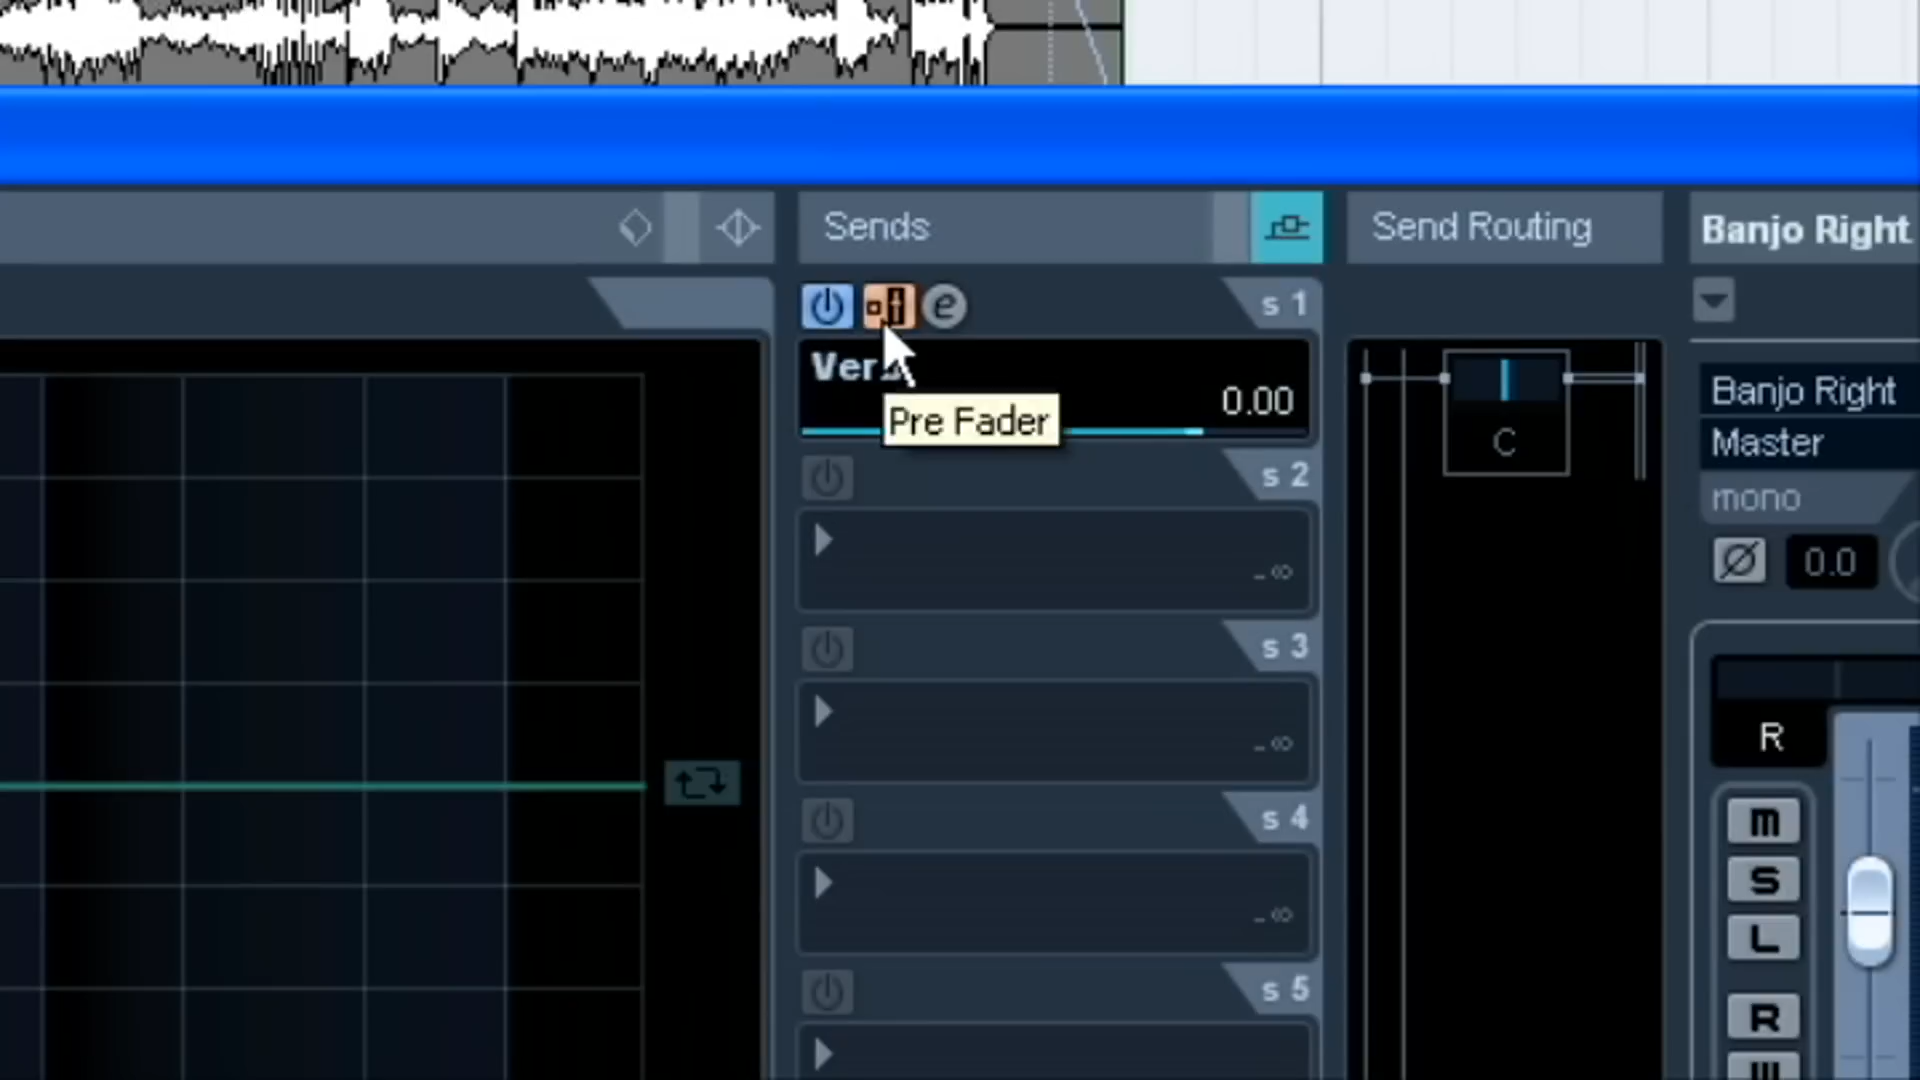 Sends
Send Routing
Banjo Right
e
s 1
0.00
Pre Fader
C
Banjo Right
Master
mono
0.0
s 2
-∞
s 3
-∞
R
s 4
-∞
m
S
L
s 5
R